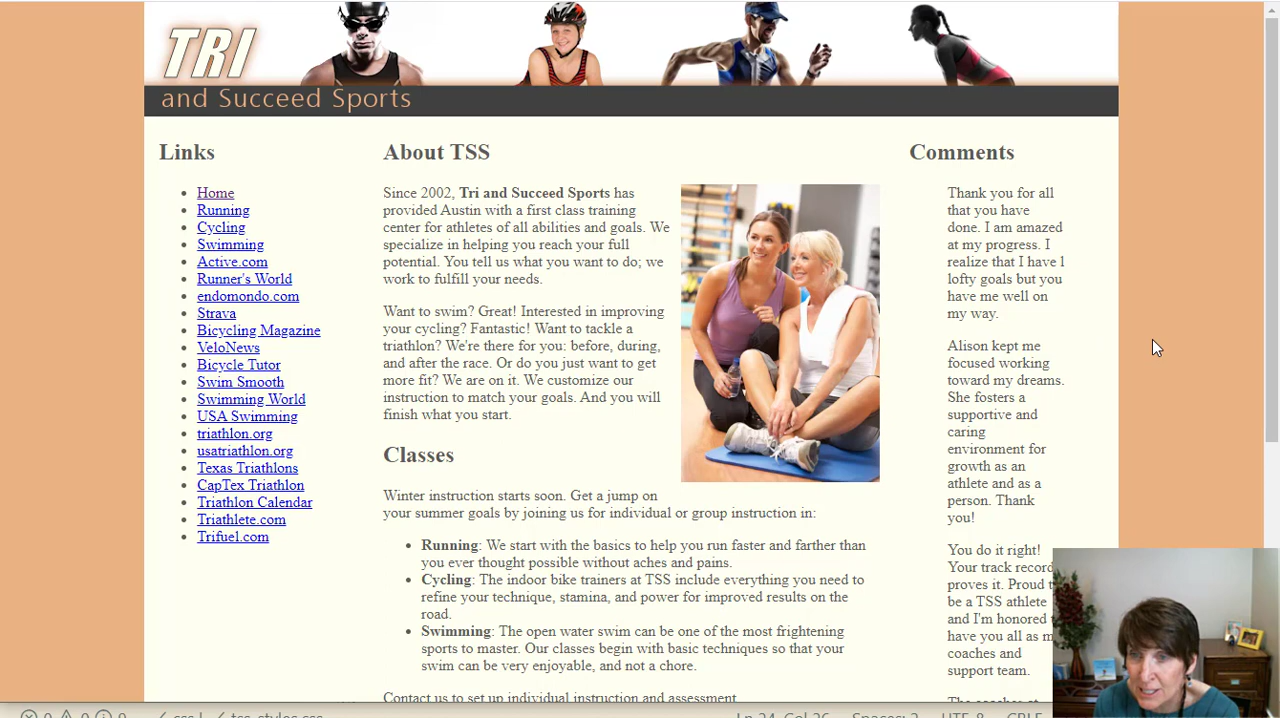 TRI
and Succeed Sports
Links
Home
Running
Cycling
Swimming
Active.com
Runner's World
endomondo.com
Strava
Bicycling Magazine
VeloNews
Bicycle Tutor
Swim Smooth
Swimming World
USA Swimming
triathlon.org
usatriathlon.org
Texas Triathlons
CapTex Triathlon
Triathlon Calendar
Triathlete.com
Trifuel.com
About TSS
Since 2002, Tri and Succeed Sports has
provided Austin with a first class training
center for athletes of all abilities and goals. We
specialize in helping you reach your full
potential. You tell us what you want to do; we
work to fulfill your needs.
Want to swim? Great! Interested in improving
your cycling? Fantastic! Want to tackle a
triathlon? We're there for you: before, during,
and after the race. Or do you just want to get
more fit? We are on it. We customize our
instruction to match your goals. And you will
finish what you start.
Classes
Winter instruction starts soon. Get a jump on
your summer goals by joining us for individual or group instruction in:
Running: We start with the basics to help you run faster and farther than
you ever thought possible without aches and pains.
Cycling: The indoor bike trainers at TSS include everything you need to
refine your technique, stamina, and power for improved results on the
road.
Swimming: The open water swim can be one of the most frightening
sports to master. Our classes begin with basic techniques so that your
swim can be very enjoyable, and not a chore.
Contact us to set up individual instruction and assessment
Comments
Thank you for all
that you have
done. I am amazed
at my progress. I
realize that I have l
lofty goals but you
have me well on
my way.
Alison kept me
focused working
toward my dreams.
She fosters a
supportive and
caring
environment for
growth as an
athlete and as a
person. Thank
you!
You do it right!
Your track record
proves it. Proud
be a TSS athlete
and I'm honored
have you all as
coaches and
support team.